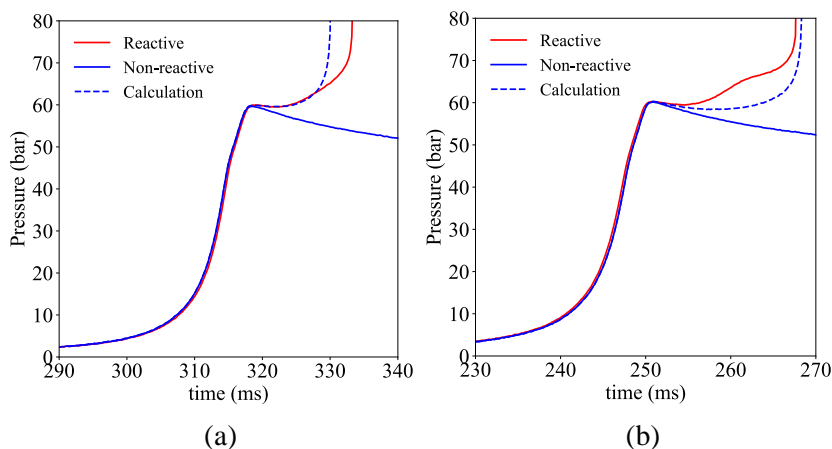 80
70
60
50
40
30
20
10
0
Pressure (bar)
Reactive
Non-reactive
Calculation
290 300 310 320 330 340
time (ms)
(a)
80
70
60
50
40
30
20
10
0
Pressure (bar)
Reactive
Non-reactive
Calculation
230 240 250 260 270
time (ms)
(b)